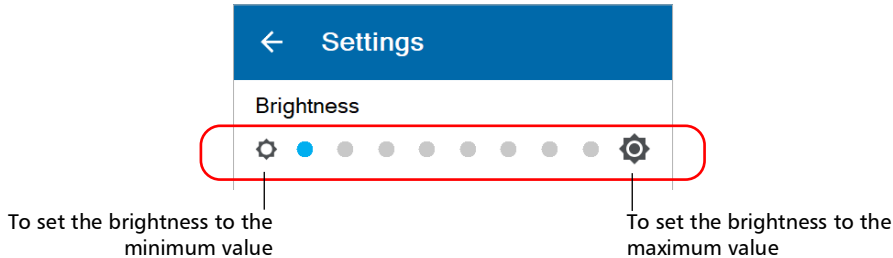 Settings
Brightness
To set the brightness to the
minimum value
To set the brightness to the
maximum value